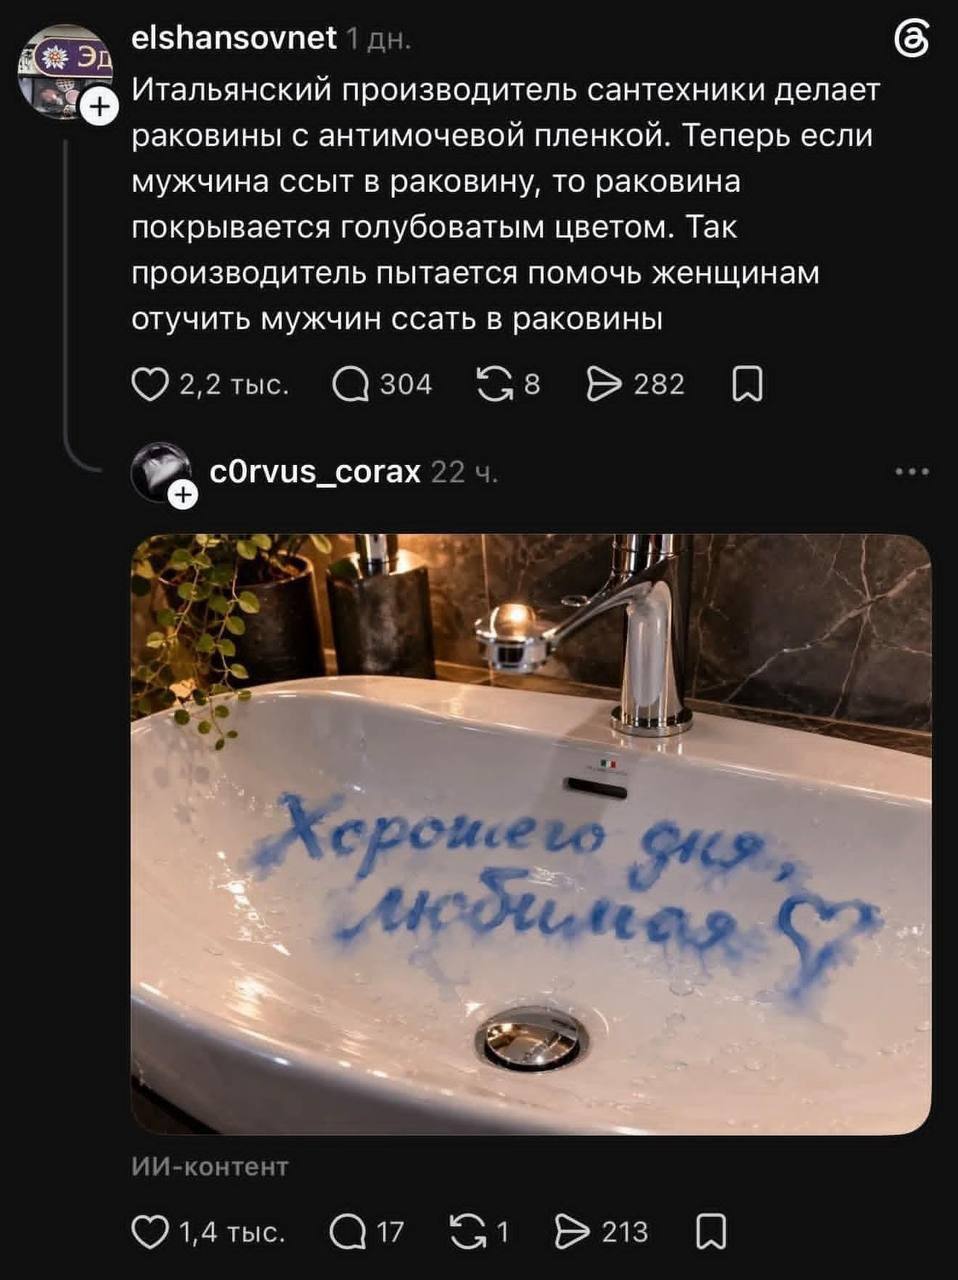 elshansovnet 1 дн.
Эд
Итальянский производитель сантехники делает
раковины с антимочевой пленкой. Теперь если
мужчина ссыт в раковину, то раковина
покрывается голубоватым цветом. Так
производитель пытается помочь женщинам
отучить мужчин ссать в раковины
2,2 тыс. 304 8 282
c0rvus_corax 22 ч.
Хорошего дня,
любимая
ИИ-контент
1,4 тыс. 17 1 213